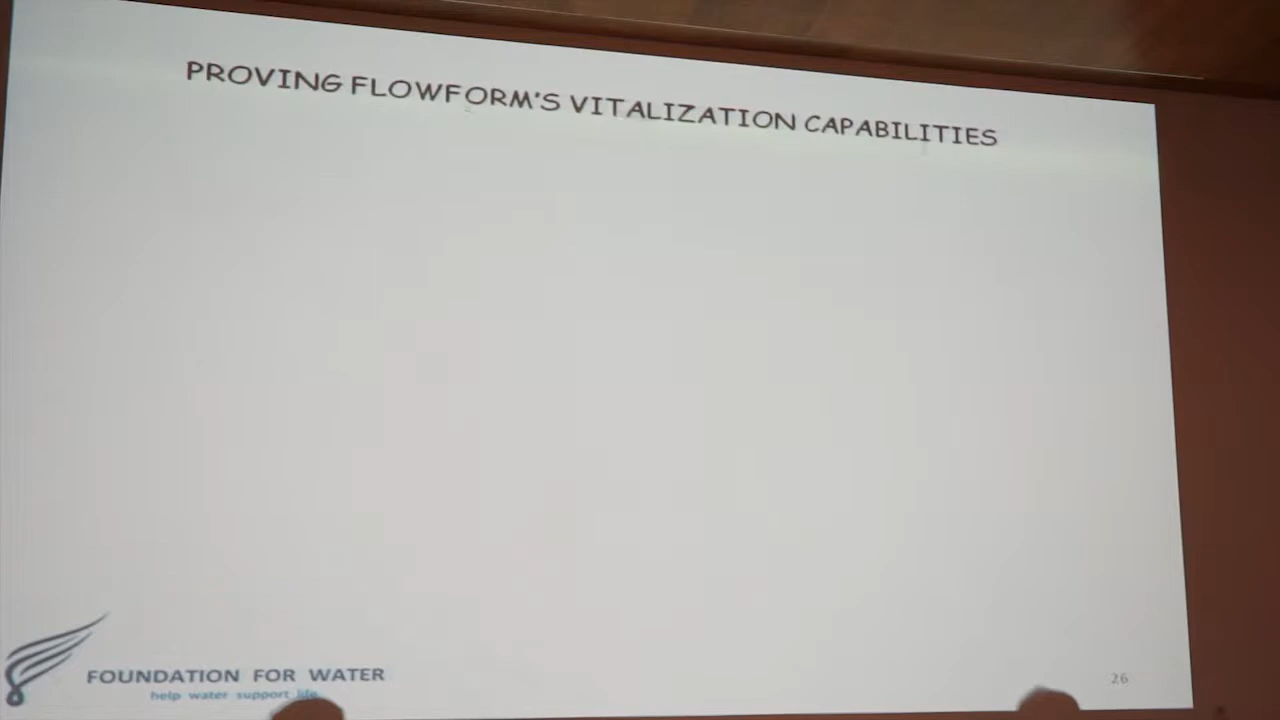 PROVING FLOWFORM'S VITALIZATION CAPABILITIES
FOUNDATION FOR WATER
help water support life
26